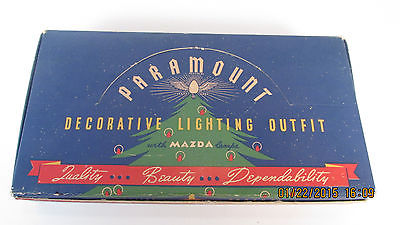 PARAMOUNT
DECORATIVE LIGHTING OUTFIT
with MAZDA lamps
Quality ... Beauty ... Dependability
01/22/2015 16:09